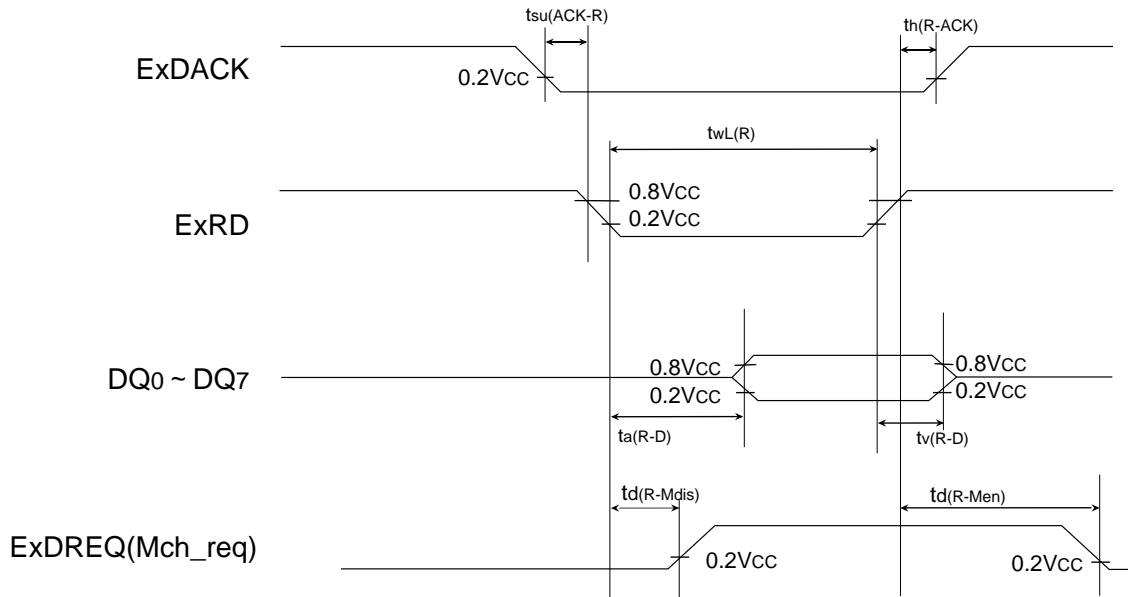 tsu(ACK-R)
th(R-ACK)
ExDACK
0.2VCC
twL(R)
0.8VCC
ExRD
0.2VCC
0.8VCC
0.8VCC
DQ0 ~ DQ7
0.2VCC
0.2VCC
ta(R-D)
tv(R-D)
td(R-Mdis)
td(R-Men)
ExDREQ(Mch_req)
0.2VCC
0.2VCC